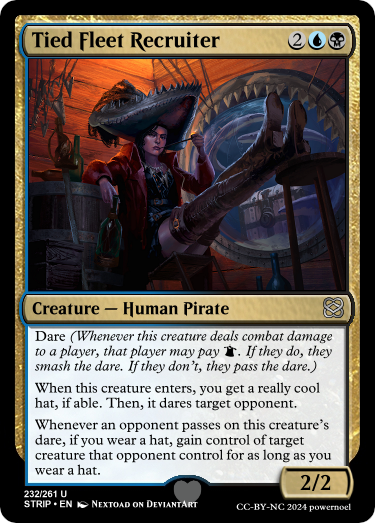 Tied Fleet Recruiter 2
Creature — Human Pirate
Dare (Whenever this creature deals combat damage
to a player, that player may pay . If they do, they
smash the dare. If they don't, they pass the dare.)
When this creature enters, you get a really cool
hat, if able. Then, it dares target opponent.
Whenever an opponent passes on this creature's
dare, if you wear a hat, gain control of target
creature that opponent control for as long as you
wear a hat.
2/2
232/261 U
STRIP • EN Nextoad on DeviantArt
CC-BY-NC 2024 powernoel